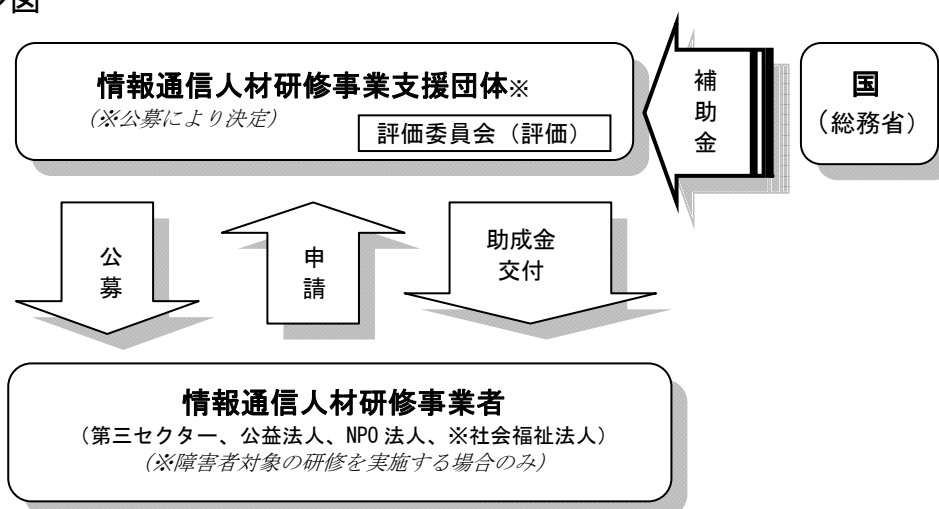 情報通信人材研修事業支援団体※
(※公募により決定)
評価委員会（評価）
補助金
国
（総務省）
公募
申請
助成金
交付
情報通信人材研修事業者
（第三セクター、公益法人、NPO法人、※社会福祉法人）
(※障害者対象の研修を実施する場合のみ)